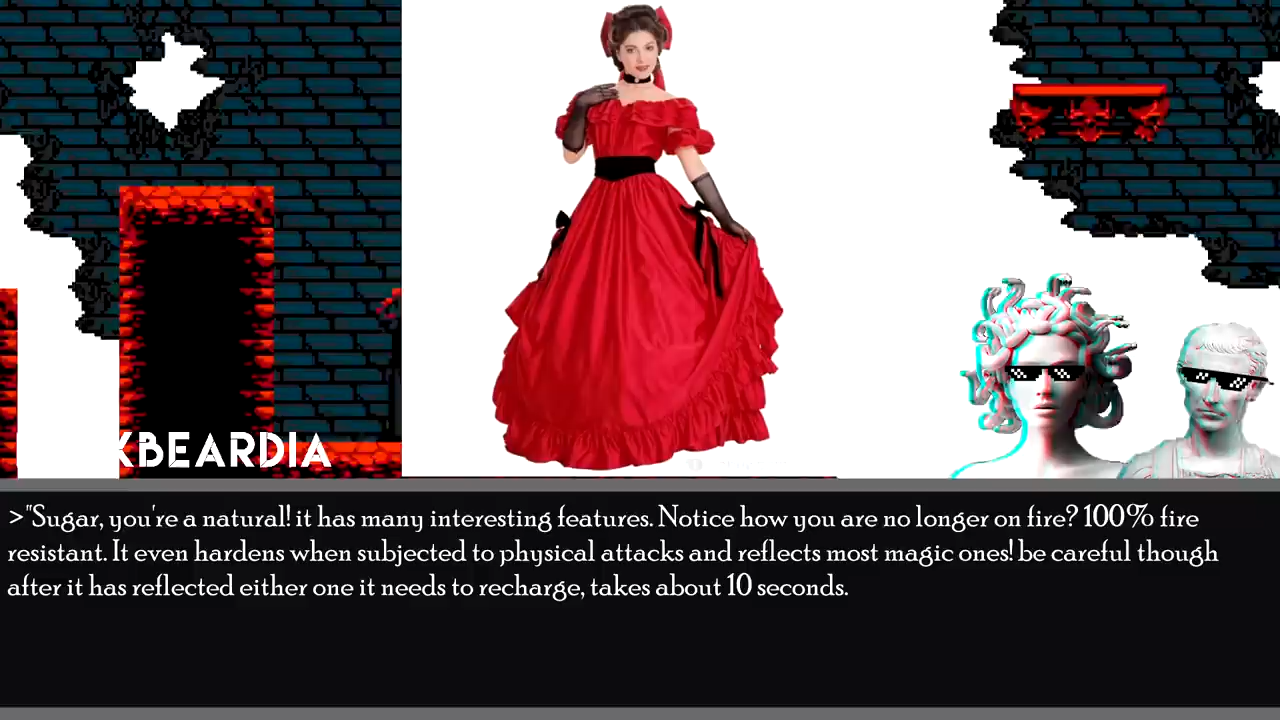 KBEARDIA
>"Sugar, you're a natural! it has many interesting features. Notice how you are no longer on fire? 100% fire
resistant. It even hardens when subjected to physical attacks and reflects most magic ones! be careful though
after it has reflected either one it needs to recharge, takes about 10 seconds.